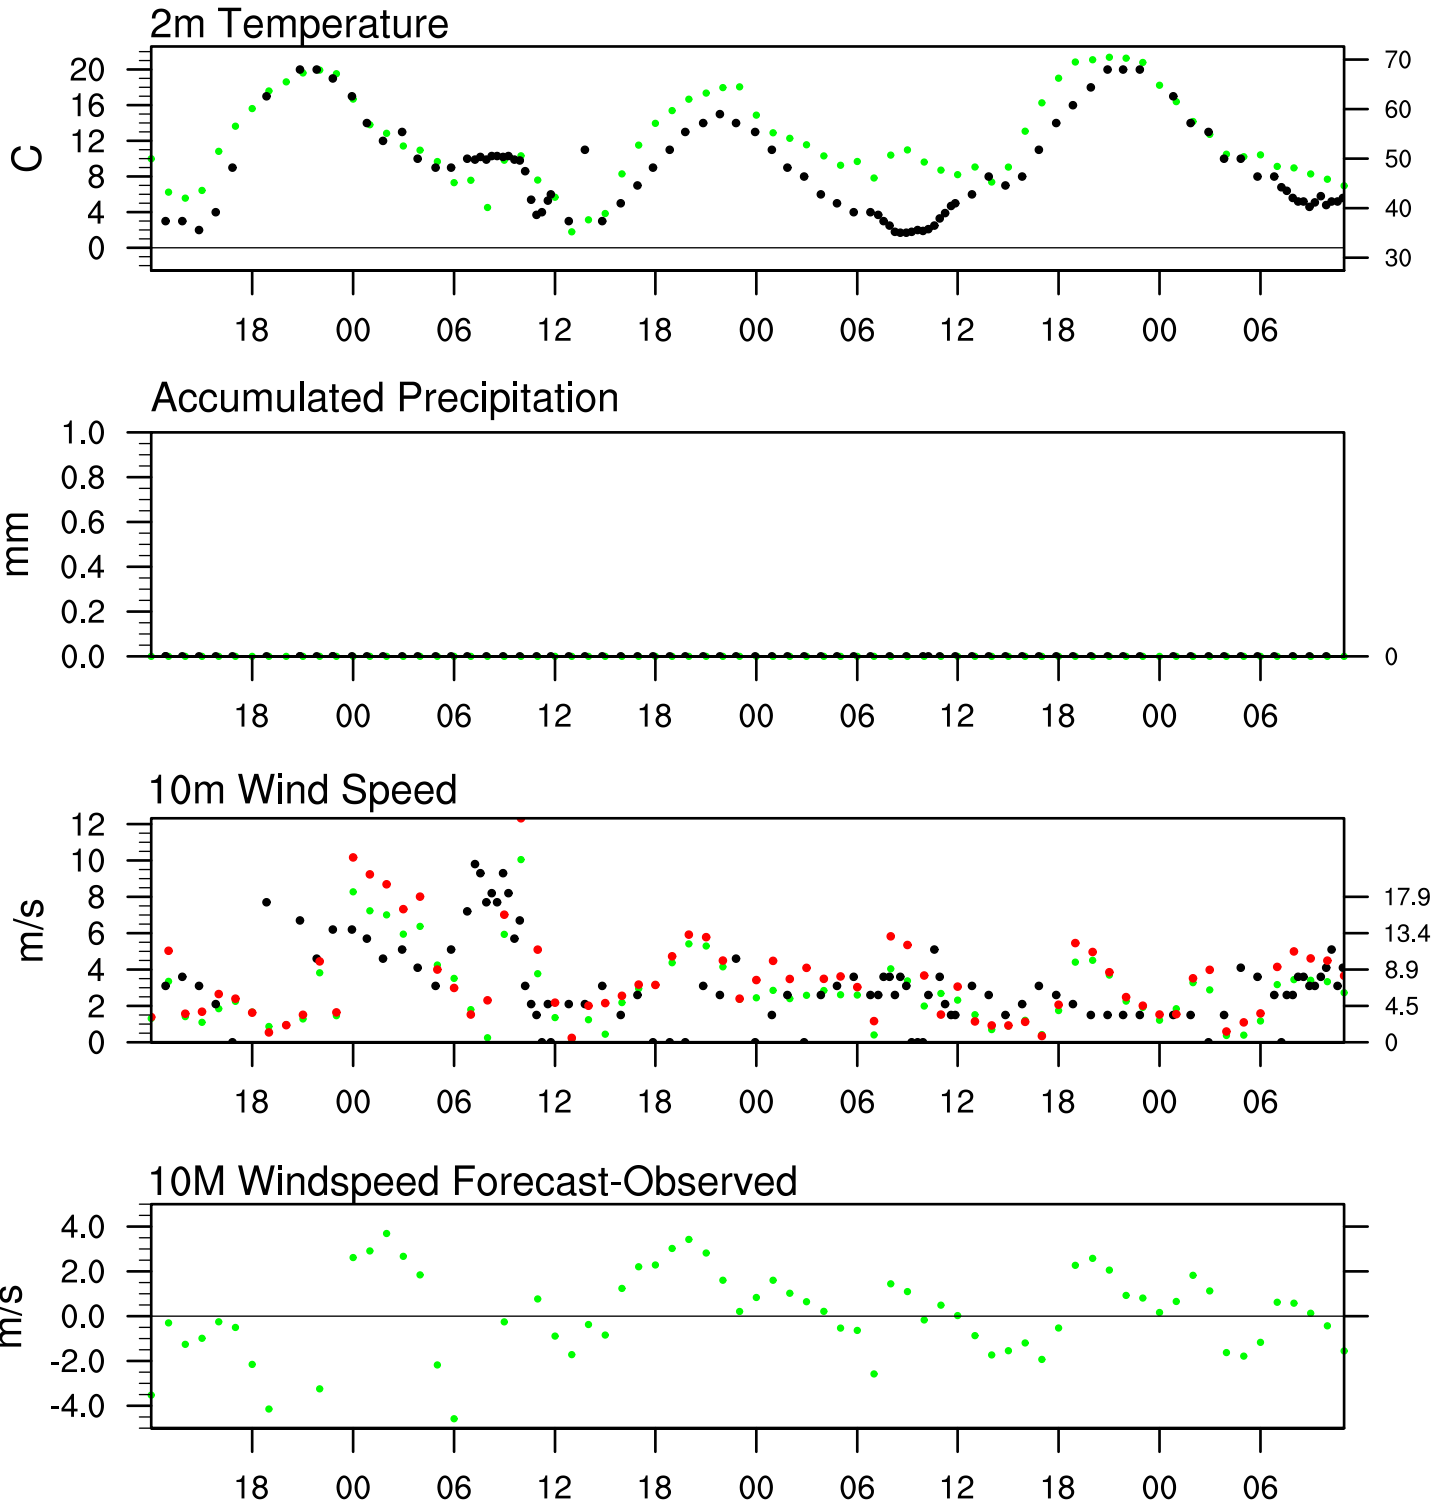 2m Temperature
20
16
12
8
4
0
C
70
60
50
40
30
18 00 06 12 18 00 06 12 18 00 06
Accumulated Precipitation
1.0
0.8
0.6
0.4
0.2
0.0
mm
0
18 00 06 12 18 00 06 12 18 00 06
10m Wind Speed
12
10
8
6
4
2
0
m/s
17.9
13.4
8.9
4.5
0
18 00 06 12 18 00 06 12 18 00 06
10M Windspeed Forecast-Observed
4.0
2.0
0.0
-2.0
-4.0
m/s
18 00 06 12 18 00 06 12 18 00 06